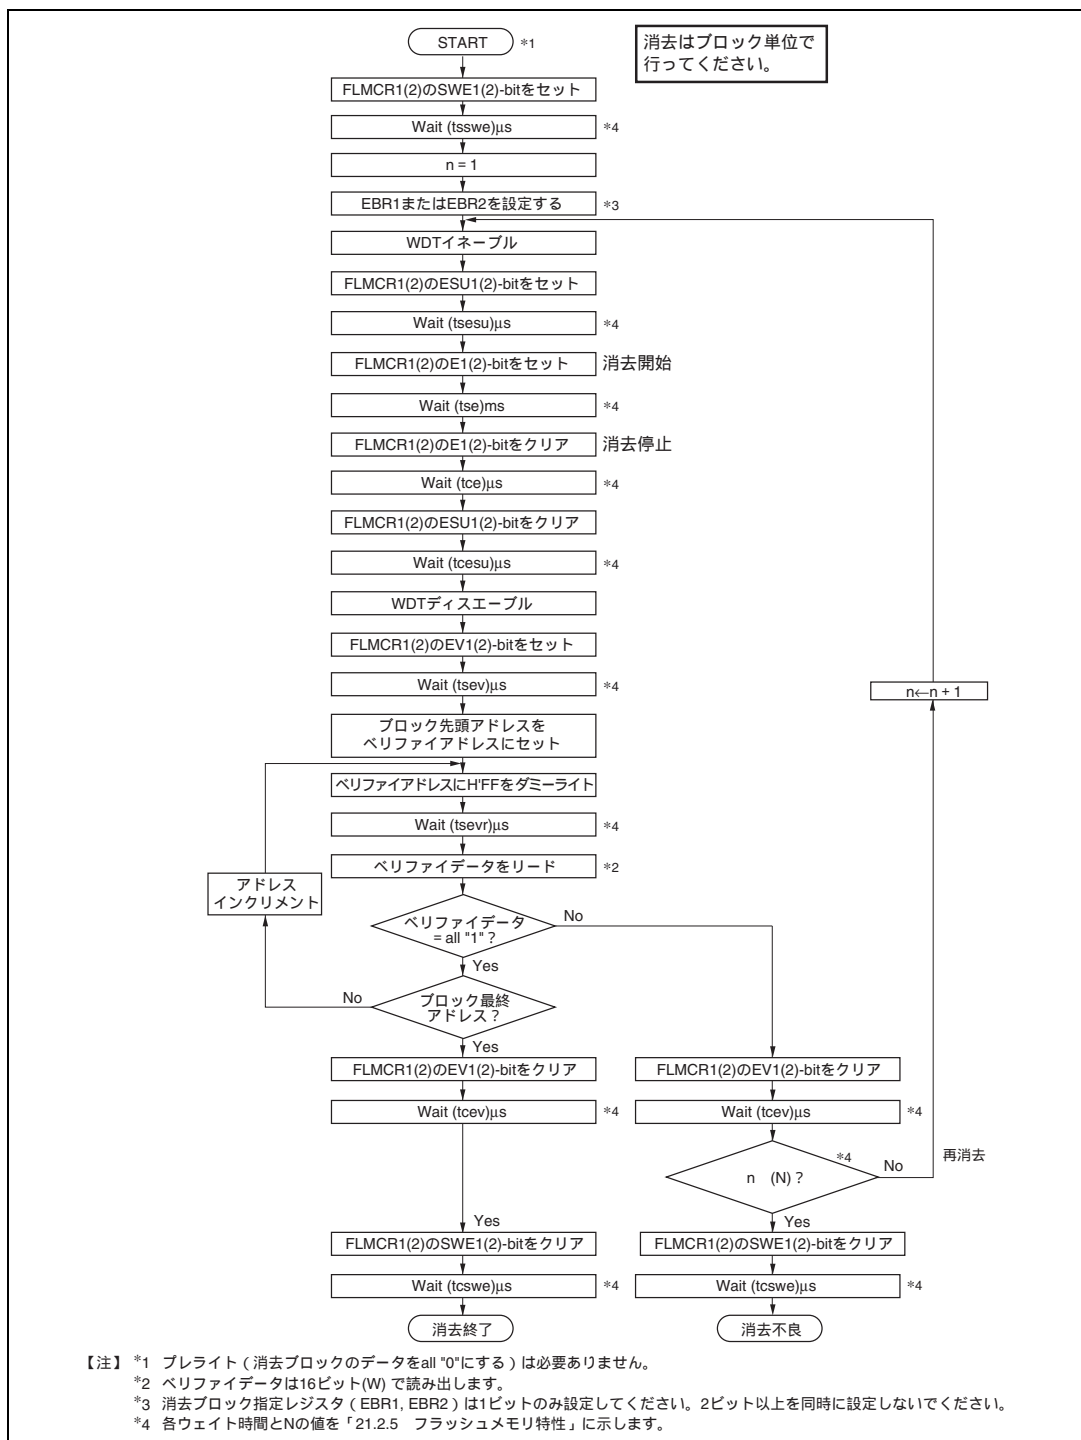 START *1
消去はブロック単位で
行ってください。
FLMCR1(2)のSWE1(2)-bitをセット
Wait (tsswe)μs *4
n = 1
EBR1またはEBR2を設定する *3
WDTイネーブル
FLMCR1(2)のESU1(2)-bitをセット
Wait (tsesu)μs *4
FLMCR1(2)のE1(2)-bitをセット 消去開始
Wait (tse)ms *4
FLMCR1(2)のE1(2)-bitをクリア 消去停止
Wait (tce)μs *4
FLMCR1(2)のESU1(2)-bitをクリア
Wait (tcesu)μs *4
WDTディスエーブル
FLMCR1(2)のEV1(2)-bitをセット
Wait (tsev)μs *4
n←n + 1
ブロック先頭アドレスを
ベリファイアドレスにセット
ベリファイアドレスにH'FFをダミーライト
Wait (tsevr)μs *4
ベリファイデータをリード *2
アドレス
インクリメント
ベリファイデータ
= all "1" ?
No
Yes
ブロック最終
アドレス ?
No
Yes
FLMCR1(2)のEV1(2)-bitをクリア
Wait (tcev)μs *4
FLMCR1(2)のEV1(2)-bitをクリア
Wait (tcev)μs *4
n (N) ? *4
No
再消去
Yes
Yes
FLMCR1(2)のSWE1(2)-bitをクリア
Wait (tcswe)μs *4
消去終了
FLMCR1(2)のSWE1(2)-bitをクリア
Wait (tcswe)μs *4
消去不良
【注】 *1 プレライト(消去ブロックのデータをall "0"にする)は必要ありません。
*2 ベリファイデータは16ビット(W) で読み出します。
*3 消去ブロック指定レジスタ(EBR1, EBR2)は1ビットのみ設定してください。2ビット以上を同時に設定しないでください。
*4 各ウェイト時間とNの値を「21.2.5 フラッシュメモリ特性」に示します。